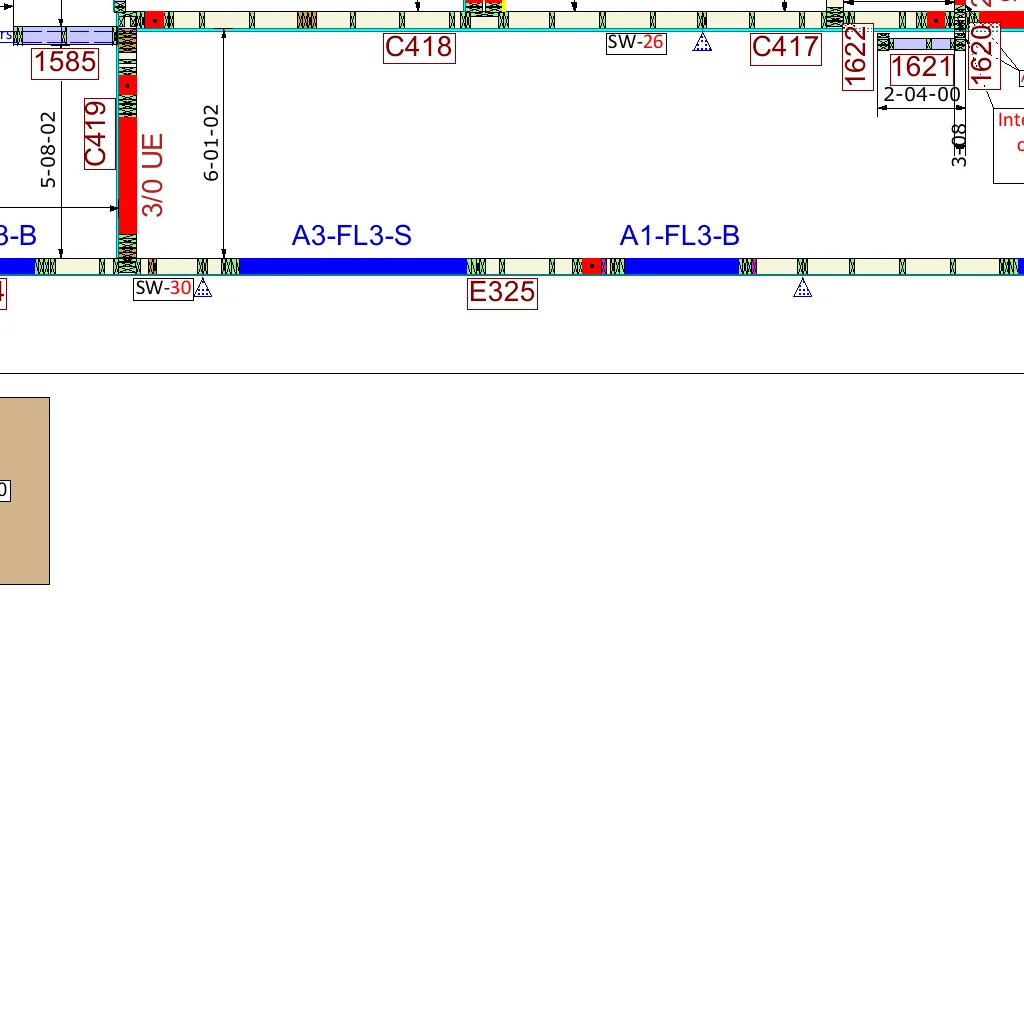 1585
C418
SW-26
C417
1622
1621
1620
2-04-00
3-08
C419
3/0 UE
5-08-02
6-01-02
A3-FL3-S
A1-FL3-B
SW-30
E325